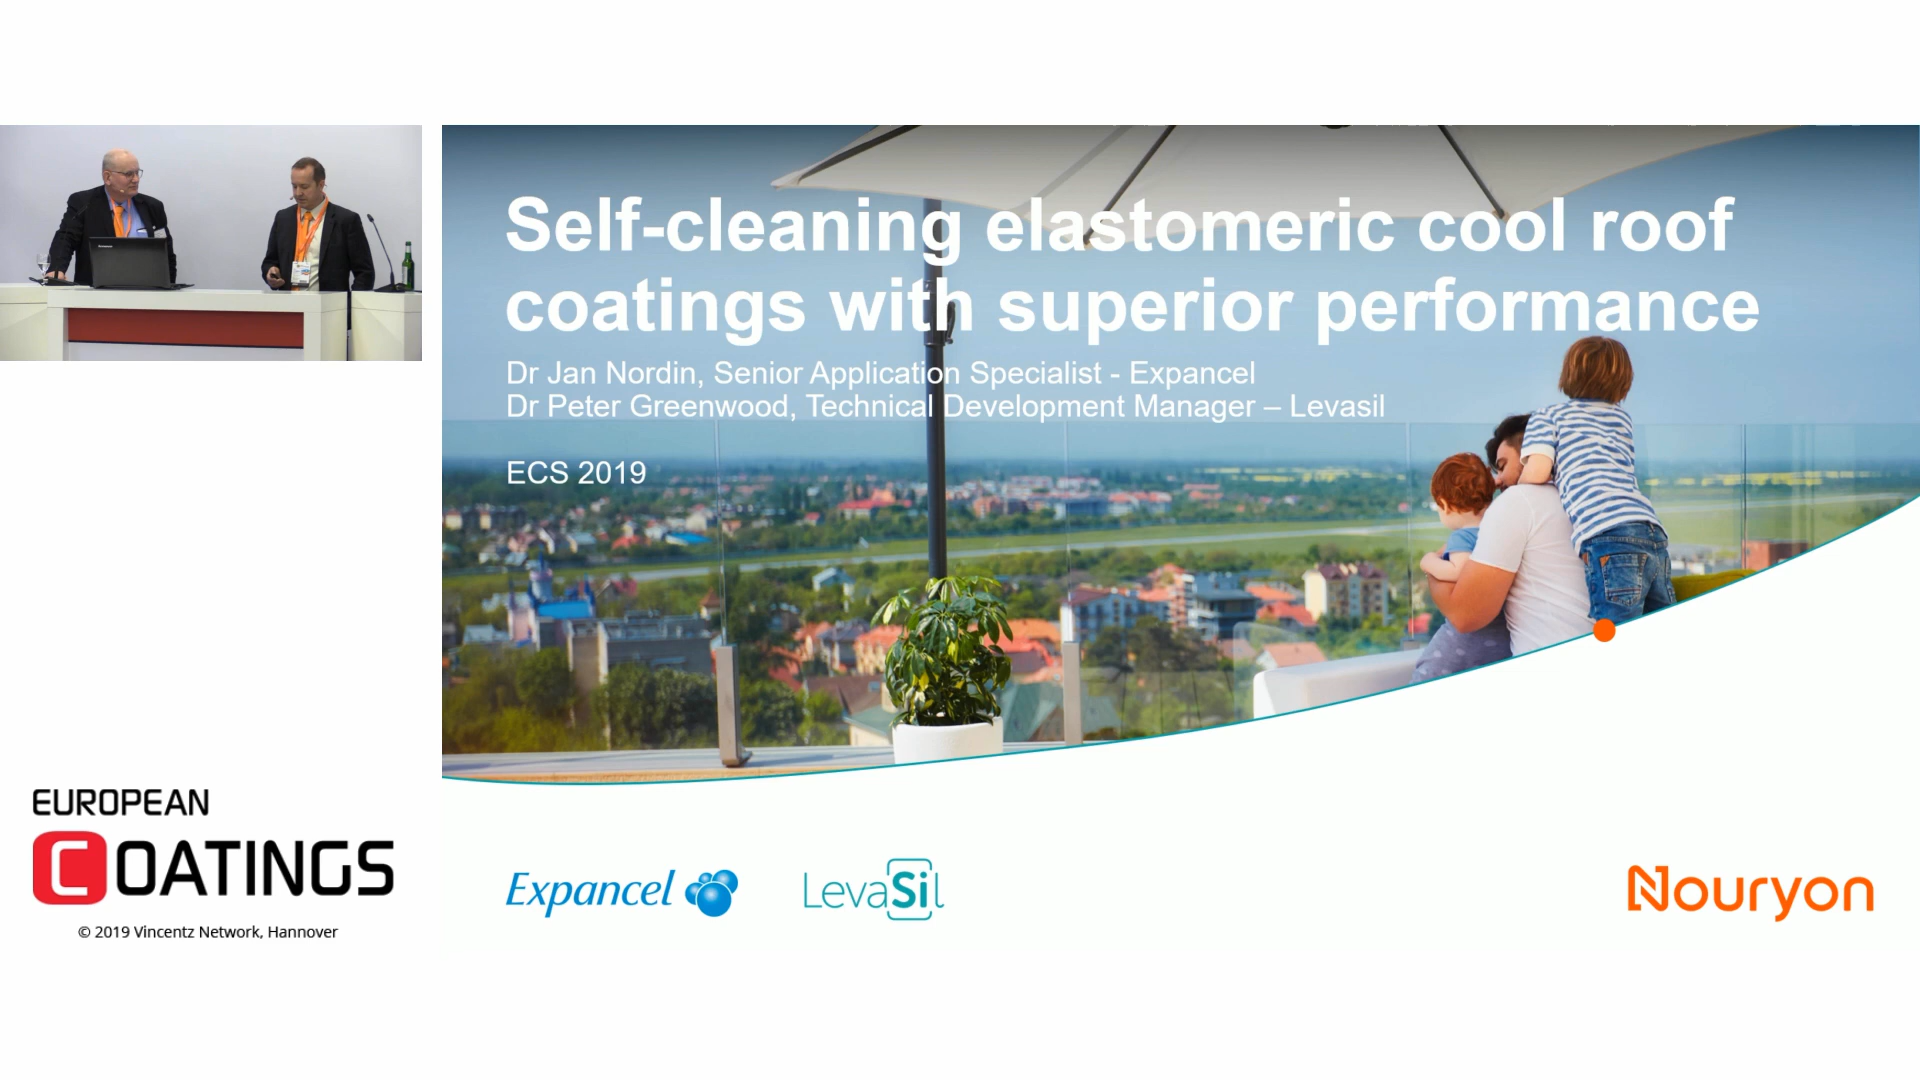 Self-cleaning elastomeric cool roof
coatings with superior performance
Dr Jan Nordin, Senior Application Specialist - Expancel
Dr Peter Greenwood, Technical Development Manager – Levasil
ECS 2019
EUROPEAN
COATINGS
© 2019 Vincentz Network, Hannover
Expancel
LevaSil
Nouryon